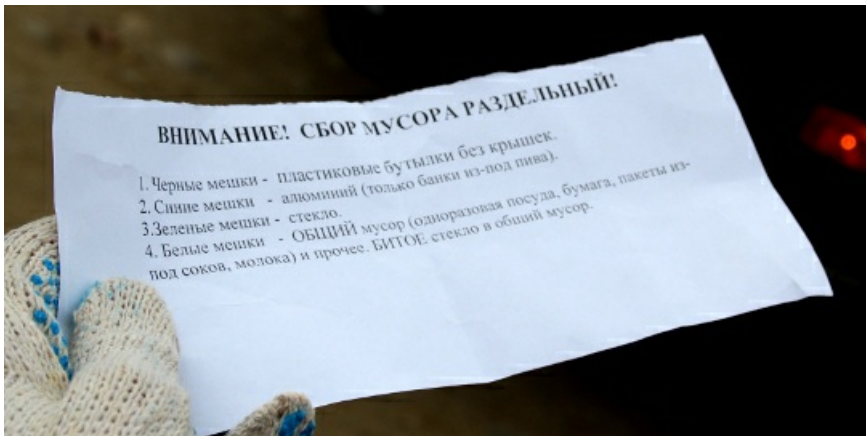 ВНИМАНИЕ! СБОР МУСОРА РАЗДЕЛЬНЫЙ!
1. Черные мешки - пластиковые бутылки без крышек.
2. Синие мешки - алюминий (только банки из-под пива).
3.Зеленые мешки - стекло.
4. Белые мешки - ОБЩИЙ мусор (одноразовая посуда, бумага, пакеты из-
под соков, молока) и прочее. БИТОЕ стекло в общий мусор.